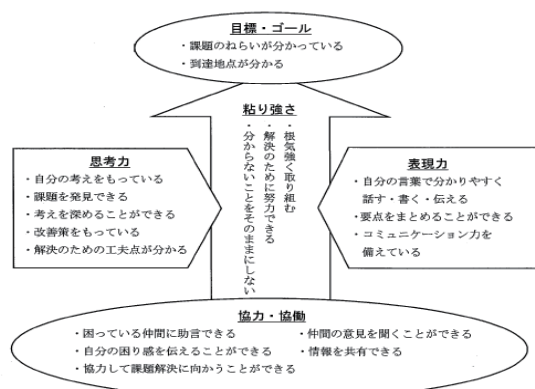 目標・ゴール
・課題のねらいが分かっている
・到達地点が分かる
粘り強さ
・根気強く取り組む
・解決のために努力できる
・分からないことをそのままにしない
思考力
・自分の考えをもっている
・課題を発見できる
・考えを深めることができる
・改善策をもっている
・解決のための工夫点が分かる
表現力
・自分の言葉で分かりやすく
話す・書く・伝える
・要点をまとめることができる
・コミュニケーション力を
備えている
協力・協働
・困っている仲間に助言できる
・仲間の意見を聞くことができる
・自分の困り感を伝えることができる
・情報を共有できる
・協力して課題解決に向かうことができる